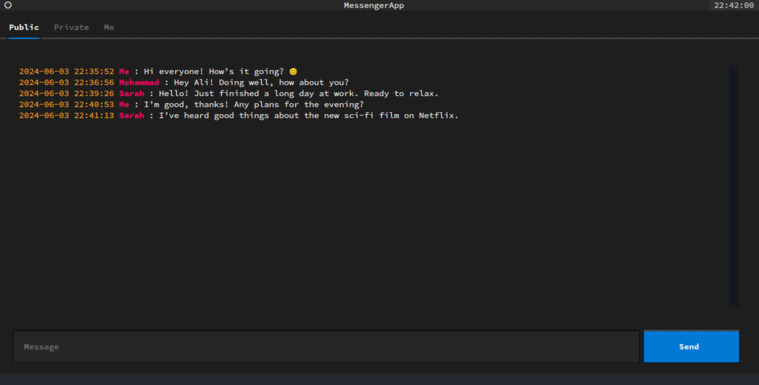 MessengerApp 22:42:00
Public Private Me
2024-06-03 22:35:52 Me : Hi everyone! How’s it going? 🙂
2024-06-03 22:36:56 Mohammad : Hey Ali! Doing well, how about you?
2024-06-03 22:39:26 Sarah : Hello! Just finished a long day at work. Ready to relax.
2024-06-03 22:40:53 Me : I’m good, thanks! Any plans for the evening?
2024-06-03 22:41:13 Sarah : I’ve heard good things about the new sci-fi film on Netflix.
Message Send